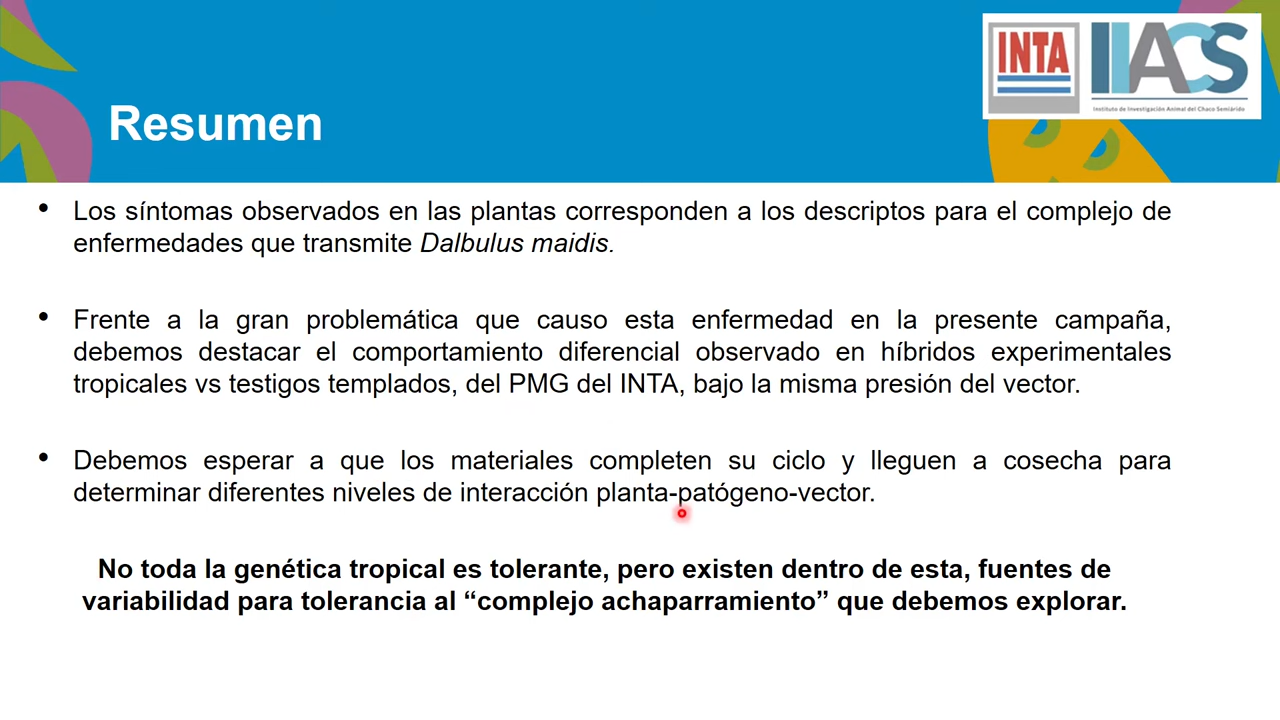 INTA
IIACS
Instituto de Investigación Animal del Chaco Semiárido
Resumen
• Los síntomas observados en las plantas corresponden a los descriptos para el complejo de
enfermedades que transmite Dalbulus maidis.
• Frente a la gran problemática que causo esta enfermedad en la presente campaña,
debemos destacar el comportamiento diferencial observado en híbridos experimentales
tropicales vs testigos templados, del PMG del INTA, bajo la misma presión del vector.
• Debemos esperar a que los materiales completen su ciclo y lleguen a cosecha para
determinar diferentes niveles de interacción planta-patógeno-vector.
No toda la genética tropical es tolerante, pero existen dentro de esta, fuentes de
variabilidad para tolerancia al “complejo achaparramiento” que debemos explorar.